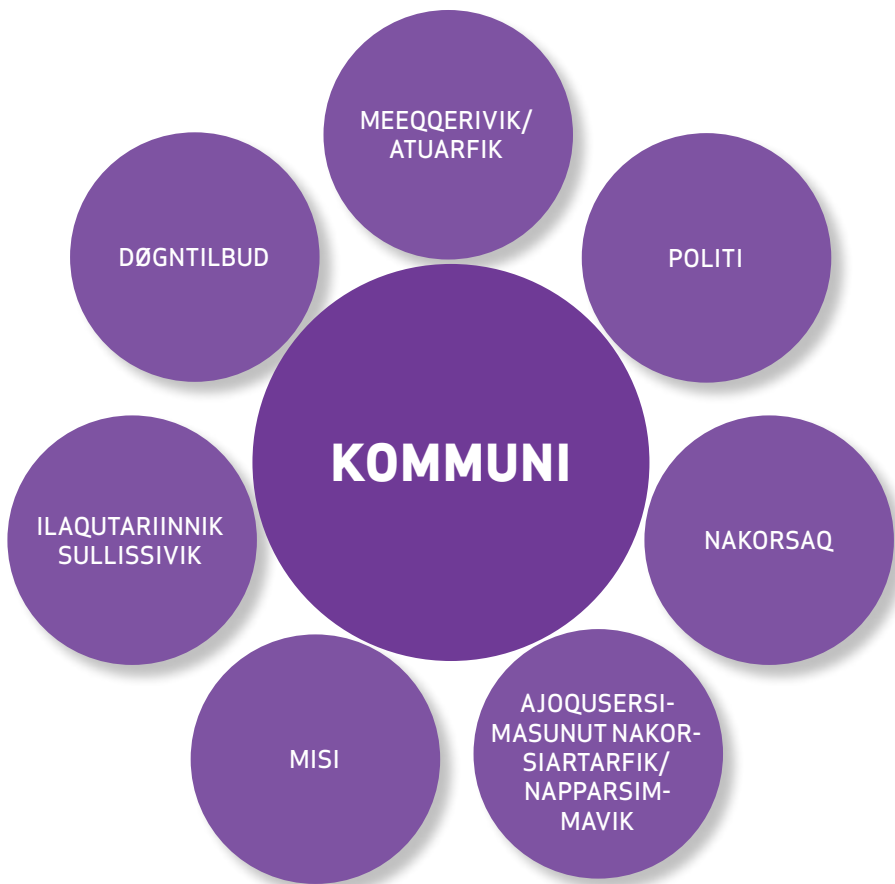 MEEQQERIVIK/
ATUARFIK
DØGNTILBUD
POLITI
KOMMUNI
ILAQUTARIINNIK
SULLISSIVIK
NAKORSAQ
MISI
AJOQUSERSI-
MASUNUT NAKOR-
SIARTARFIK/
NAPPARSIM-
MAVIK